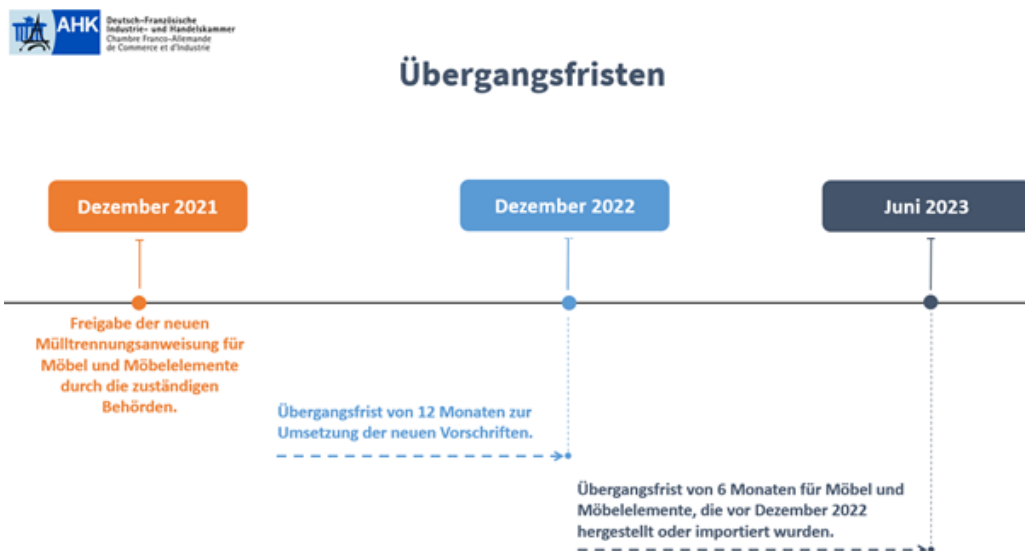 AHK
Deutsch-Französische
Industrie- und Handelskammer
Chambre Franco-Allemande
de Commerce et d'Industrie
Übergangsfristen
Dezember 2021
Dezember 2022
Juni 2023
Freigabe der neuen
Mülltrennungsanweisung für
Möbel und Möbelelemente
durch die zuständigen
Behörden.
Übergangsfrist von 12 Monaten zur
Umsetzung der neuen Vorschriften.
Übergangsfrist von 6 Monaten für Möbel und
Möbelelemente, die vor Dezember 2022
hergestellt oder importiert wurden.